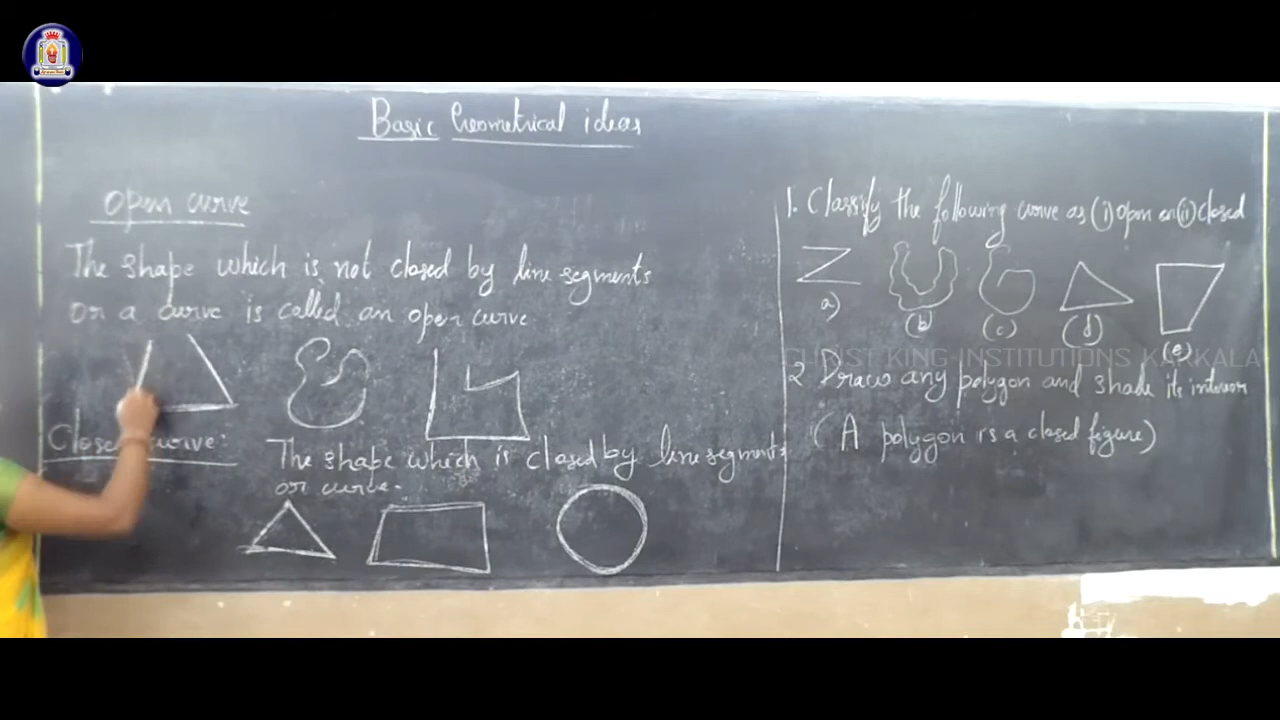 Basic Geometrical ideas
Open curve
The shape which is not closed by line segments
or a curve is called an open curve
Closed curve:
The shape which is closed by line segments
or curve.
1. Classify the following curve as (i) open or (ii) closed
a)
(b)
(c)
(d)
(e)
CHRIST KING INSTITUTIONS KARKALA
2 Draw any polygon and shade its interior
(A polygon is a closed figure)